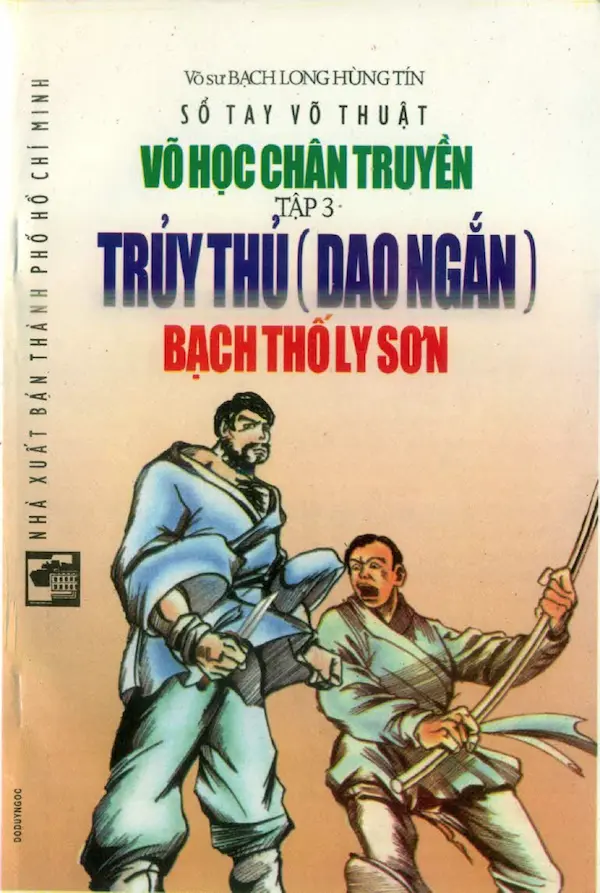 Võ sư BẠCH LONG HÙNG TÍN
SỔ TAY VÕ THUẬT
VÕ HỌC CHÂN TRUYỀN
TẬP 3
TRỦY THỦ ( DAO NGẮN )
BẠCH THỐ LY SƠN
NHÀ XUẤT BẢN THÀNH PHỐ HỒ CHÍ MINH
DODUYNGOC